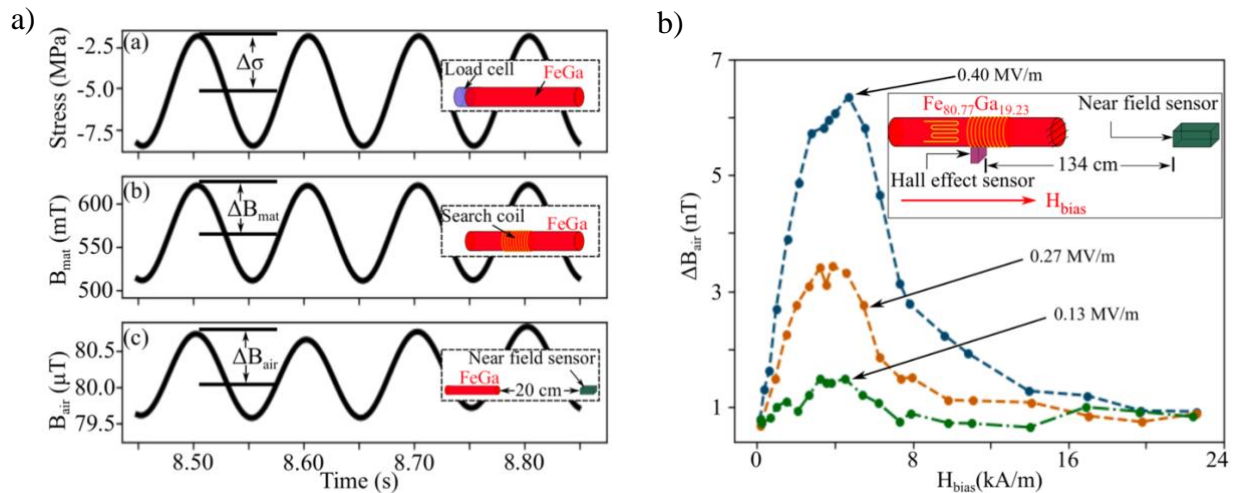 a)
(a)
Stress (MPa)
-2.5
-5.0
-7.5
Δσ
Load cell
FeGa
(b)
B_mat (mT)
600
550
500
ΔB_mat
Search coil
FeGa
(c)
B_air (μT)
80.5
80.0
79.5
ΔB_air
Near field sensor
FeGa
20 cm
8.50 8.60 8.70 8.80
Time (s)
b)
ΔB_air (nT)
7
5
3
1
0.40 MV/m
Fe80.77Ga19.23
Near field sensor
134 cm
Hall effect sensor
H_bias
0.27 MV/m
0.13 MV/m
0 8 16 24
H_bias(kA/m)